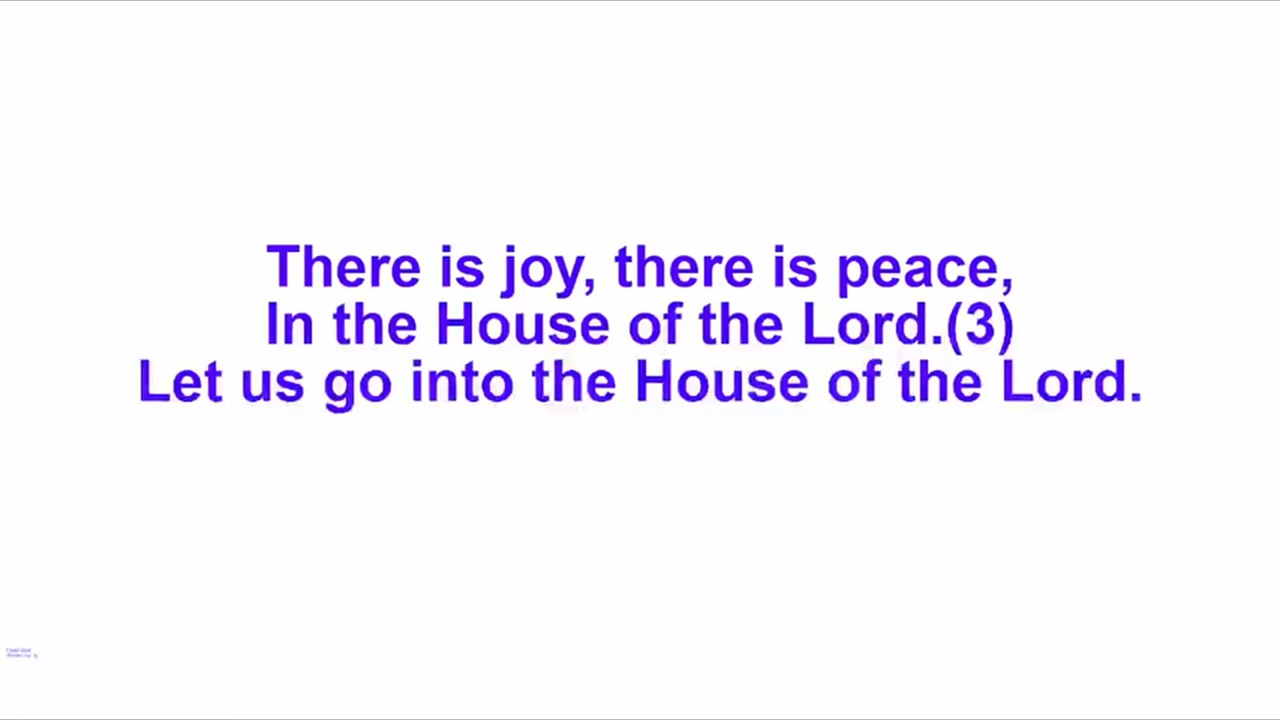 There is joy, there is peace,
In the House of the Lord.(3)
Let us go into the House of the Lord.